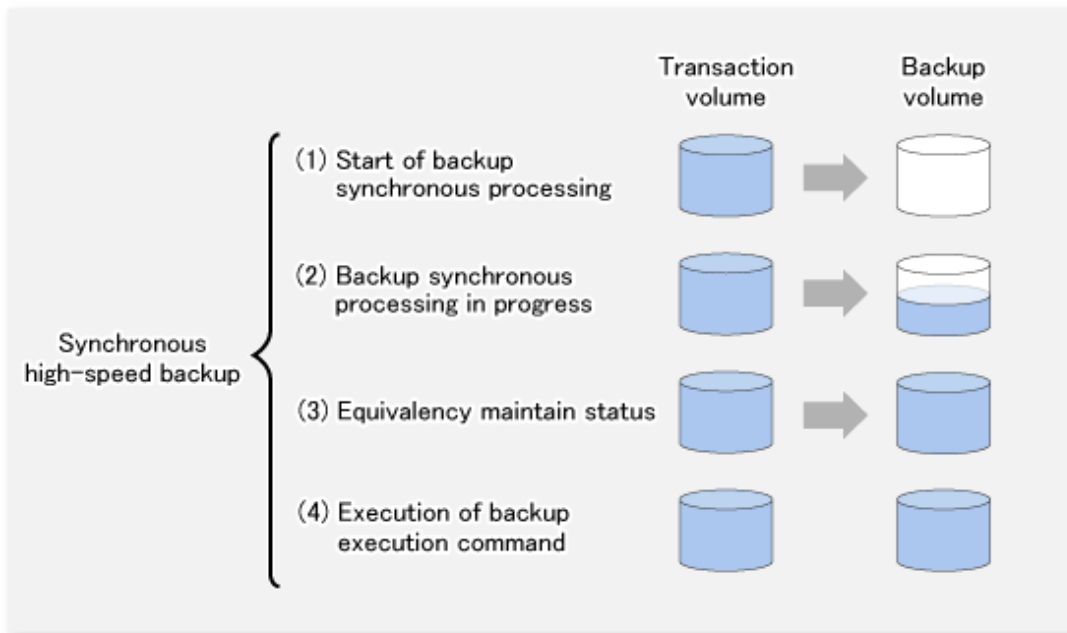 Transaction
volume
Backup
volume
(1) Start of backup
synchronous processing
(2) Backup synchronous
processing in progress
Synchronous
high-speed backup
(3) Equivalency maintain status
(4) Execution of backup
execution command